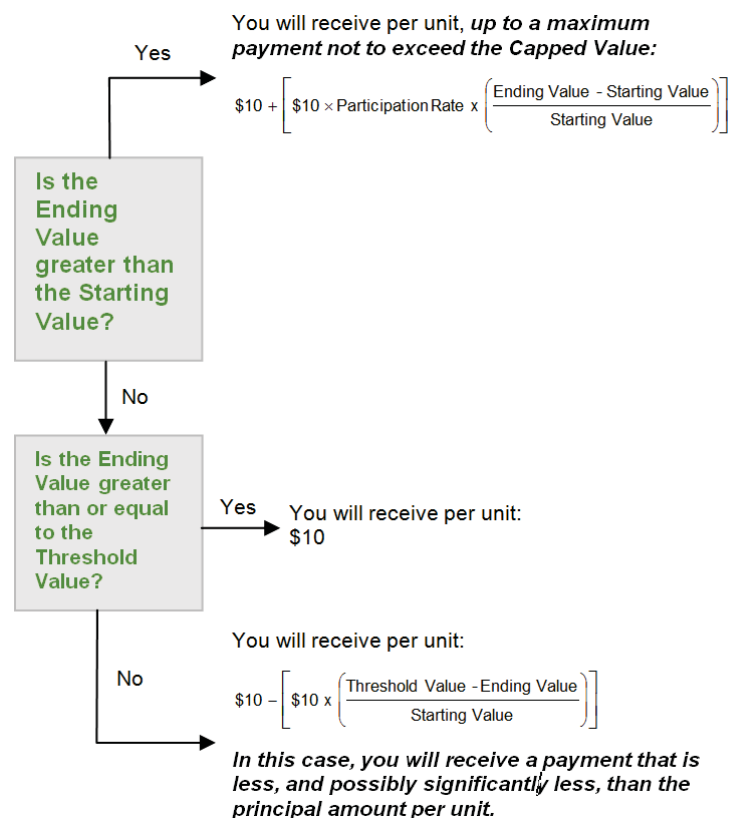 You will receive per unit, up to a maximum
payment not to exceed the Capped Value:
Yes
$10 + [ $10 × Participation Rate x ( Ending Value - Starting Value / Starting Value ) ]
Is the
Ending
Value
greater than
the Starting
Value?
No
Is the Ending
Value greater
than or equal
to the
Threshold
Value?
Yes
You will receive per unit:
$10
No
You will receive per unit:
$10 – [ $10 x ( Threshold Value - Ending Value / Starting Value ) ]
In this case, you will receive a payment that is
less, and possibly significantly less, than the
principal amount per unit.